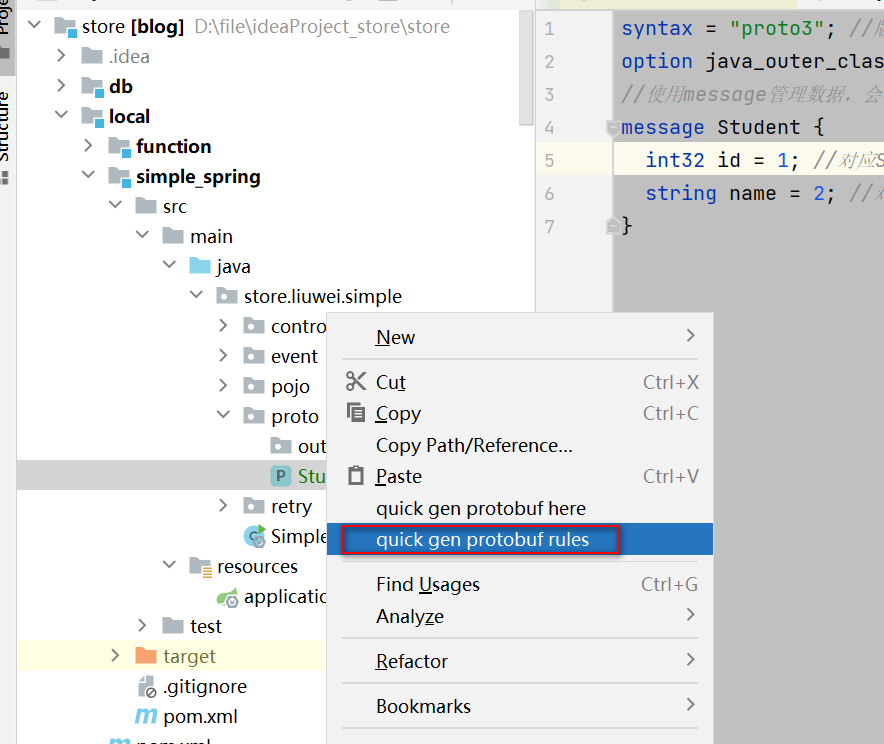 Structure
store [blog] D:\file\ideaProject_store\store
.idea
db
local
function
simple_spring
src
main
java
store.liuwei.simple
contro
event
pojo
proto
out
Stu
retry
Simple
resources
applicatio
test
target
.gitignore
pom.xml
pom.xml
New
Cut Ctrl+X
Copy Ctrl+C
Copy Path/Reference...
Paste Ctrl+V
quick gen protobuf here
quick gen protobuf rules
Find Usages Ctrl+G
Analyze
Refactor
Bookmarks
1 syntax = "proto3"; //
2 option java_outer_clas
3 //使用message管理数据，会
4 message Student {
5 int32 id = 1; //对应S
6 string name = 2; //
7 }